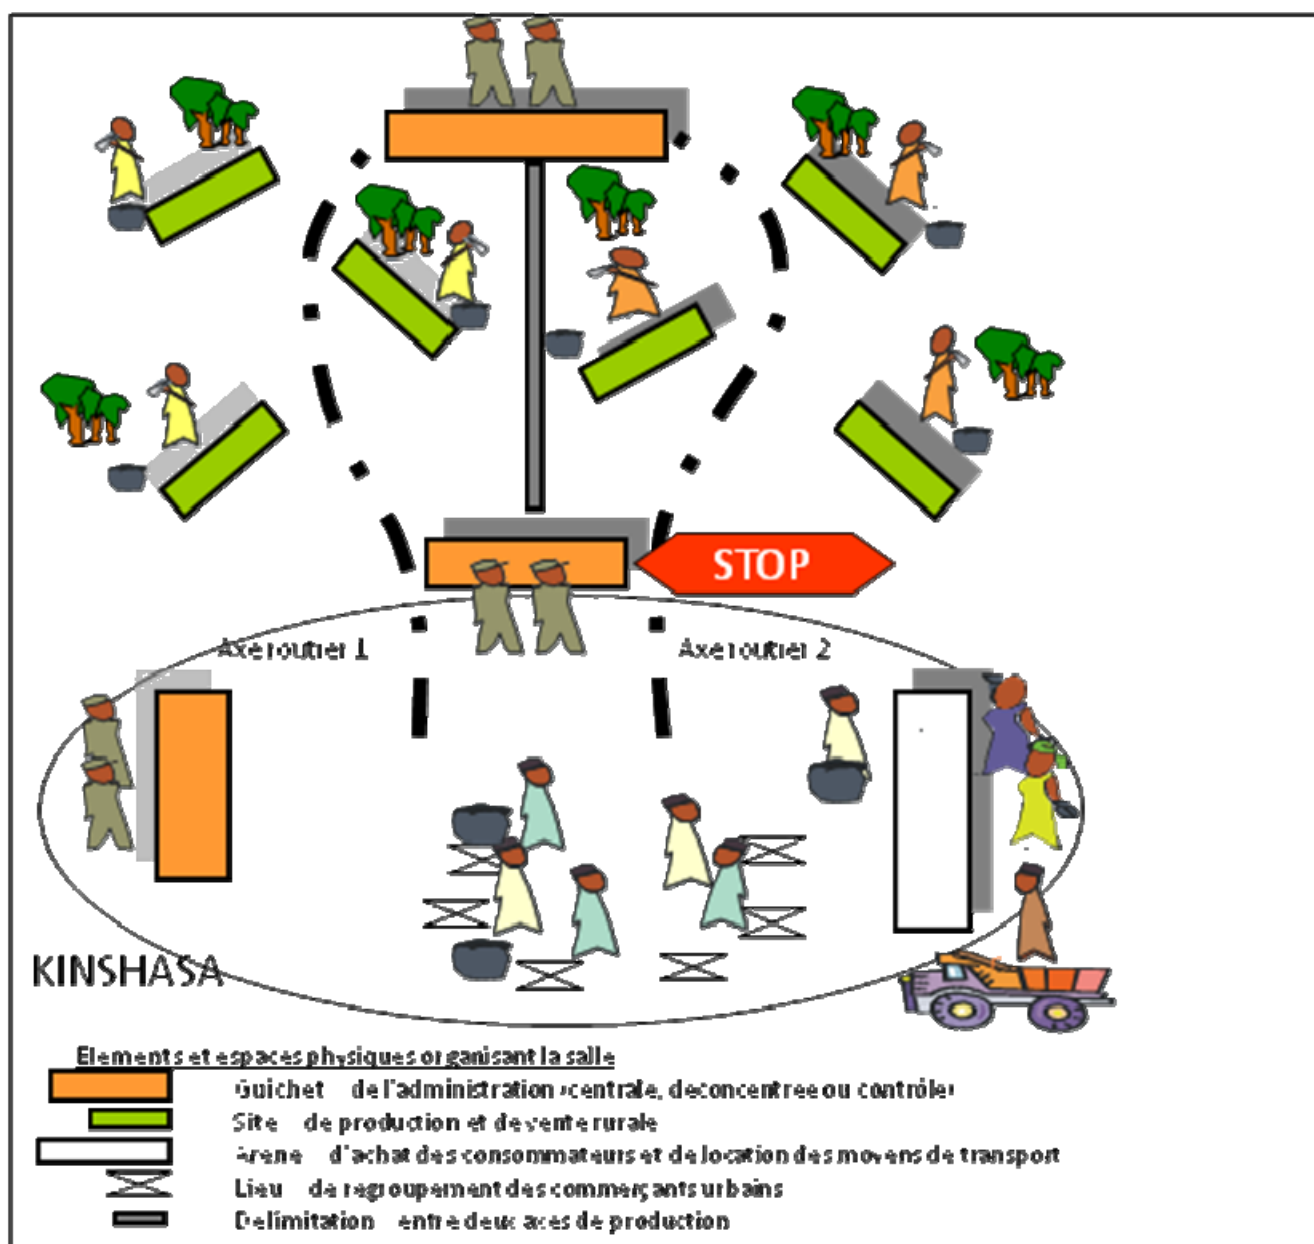 STOP
Axe routier 1
Axe routier 2
KINSHASA
Elements et espaces physiques organisant la salle
Guichet de l'administration (centrale, deconcentree ou contrôle)
Site de production et de vente rurale
Arene d'achat des consommateurs et de location des moyens de transport
Lieu de regroupement des commerçants urbains
Delimitation entre deux axes de production